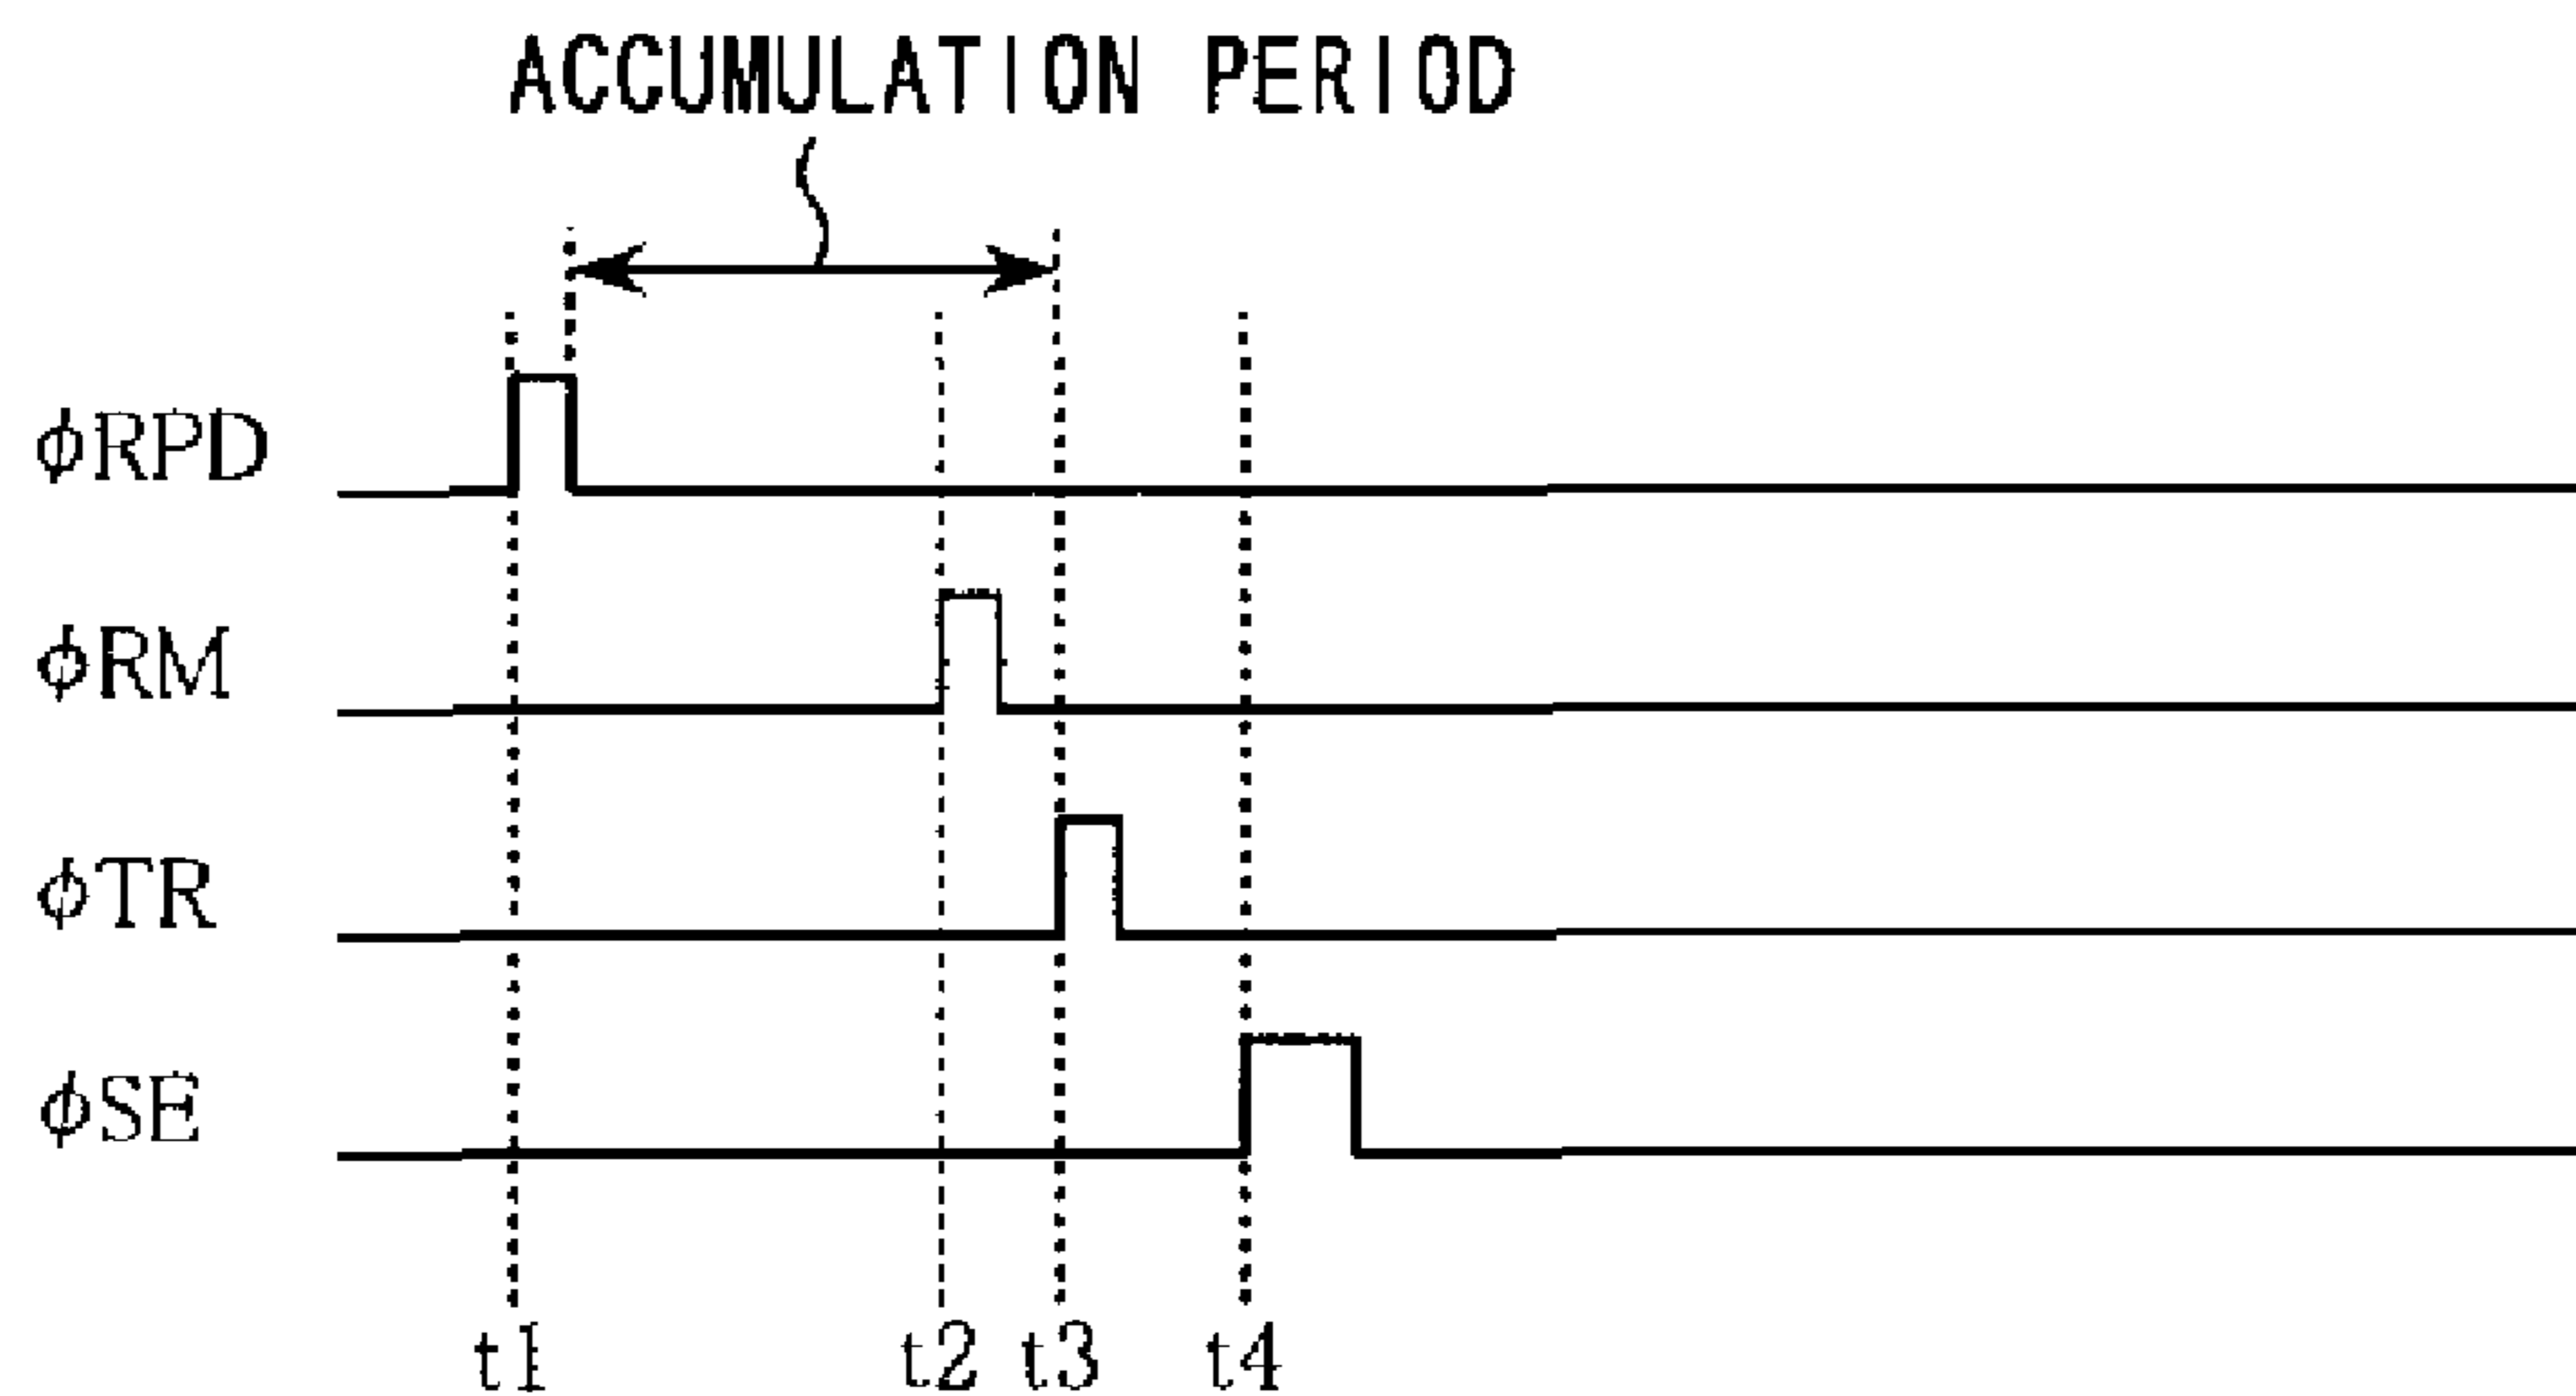 ACCUMULATION PERIOD
ϕRPD
ϕRM
ϕTR
ϕSE
t1 t2 t3 t4